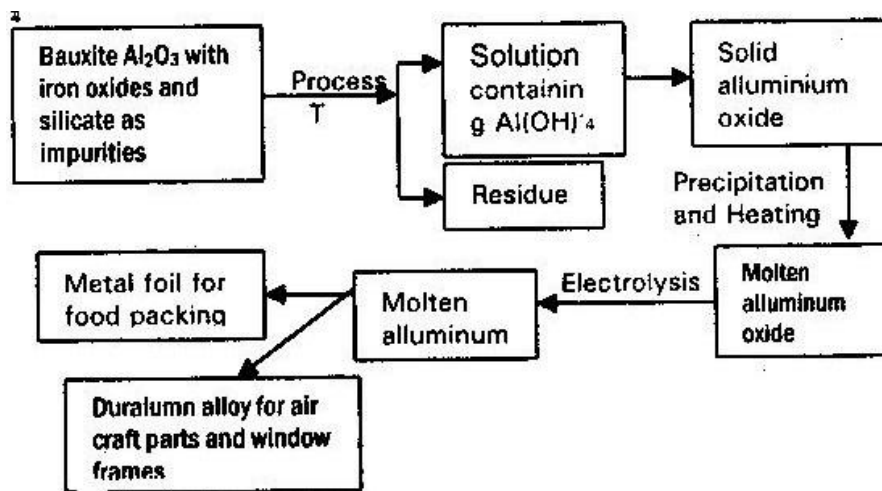 Bauxite Al₂O₃ with
iron oxides and
silicate as
impurities
Process
T
Solution
containin
g Al(OH)⁻₄
Residue
Solid
alluminium
oxide
Precipitation
and Heating
Molten
alluminum
oxide
Electrolysis
Molten
alluminum
Metal foil for
food packing
Duralumn alloy for air
craft parts and window
frames